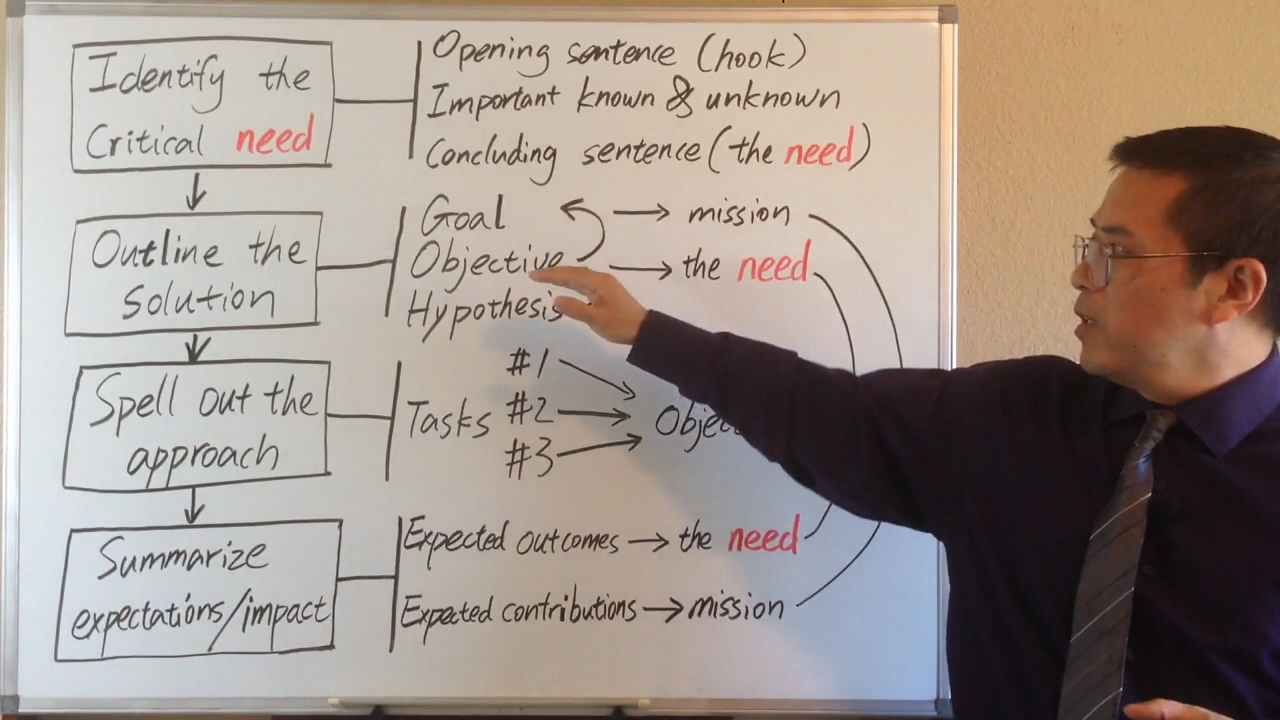 Identify the
Critical need
Opening sentence (hook)
Important known & unknown
Concluding sentence (the need)
Outline the
solution
Goal → mission
Objective → the need
Hypothesis
Spell out the
approach
Tasks
#1
#2
#3
Summarize
expectations/impact
Expected outcomes → the need
Expected contributions → mission